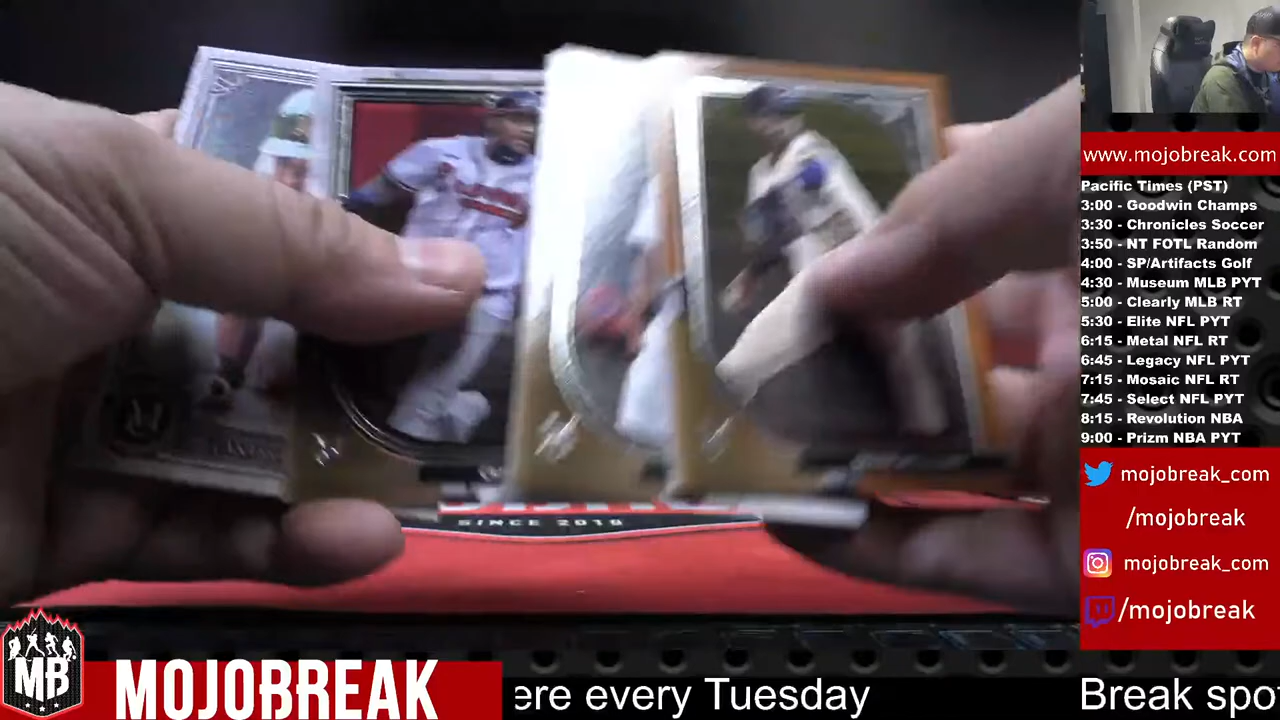 www.mojobreak.com
Pacific Times (PST)
3:00 - Goodwin Champs
3:30 - Chronicles Soccer
3:50 - NT FOTL Random
4:00 - SP/Artifacts Golf
4:30 - Museum MLB PYT
5:00 - Clearly MLB RT
5:30 - Elite NFL PYT
6:15 - Metal NFL RT
6:45 - Legacy NFL PYT
7:15 - Mosaic NFL RT
7:45 - Select NFL PYT
8:15 - Revolution NBA
9:00 - Prizm NBA PYT
mojobreak_com
/mojobreak
mojobreak_com
/mojobreak
SINCE 2010
MB
MOJOBREAK
ere every Tuesday
Break spo